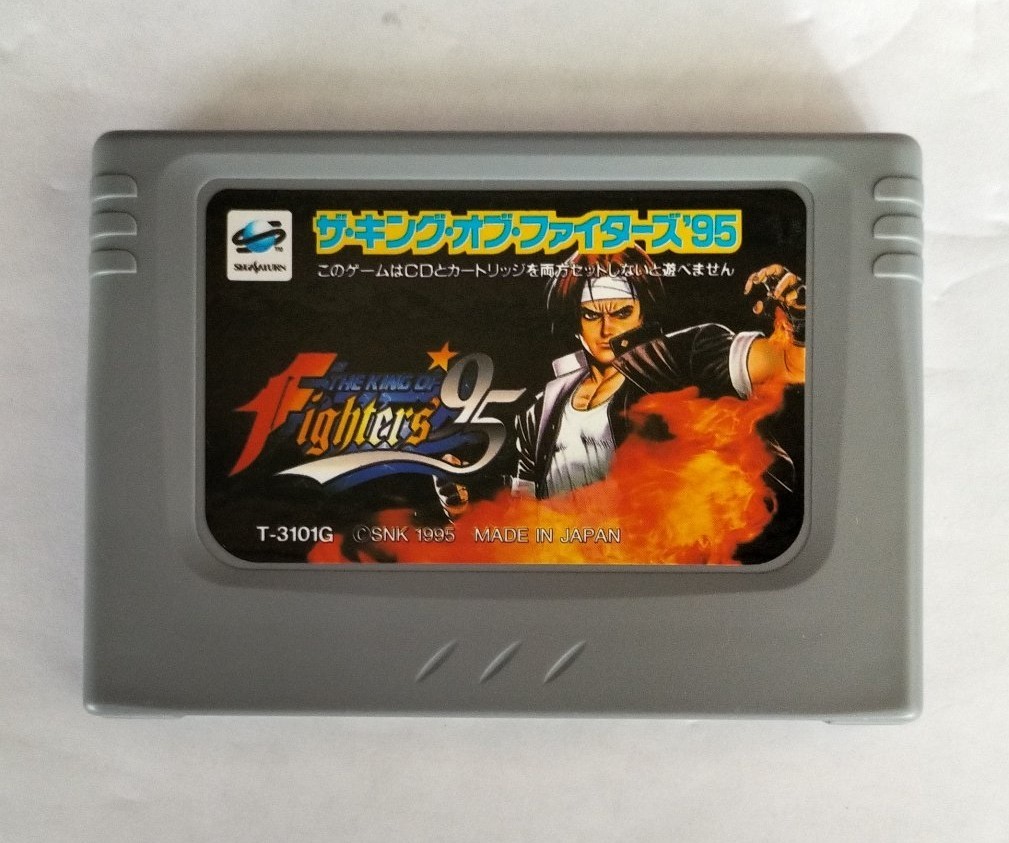 ザ・キング・オブ・ファイターズ'95
SEGA SATURN
TM
このゲームはCDとカートリッジを両方セットしないと遊べません
THE KING OF
Fighters '95
T-3101G ©SNK 1995 MADE IN JAPAN